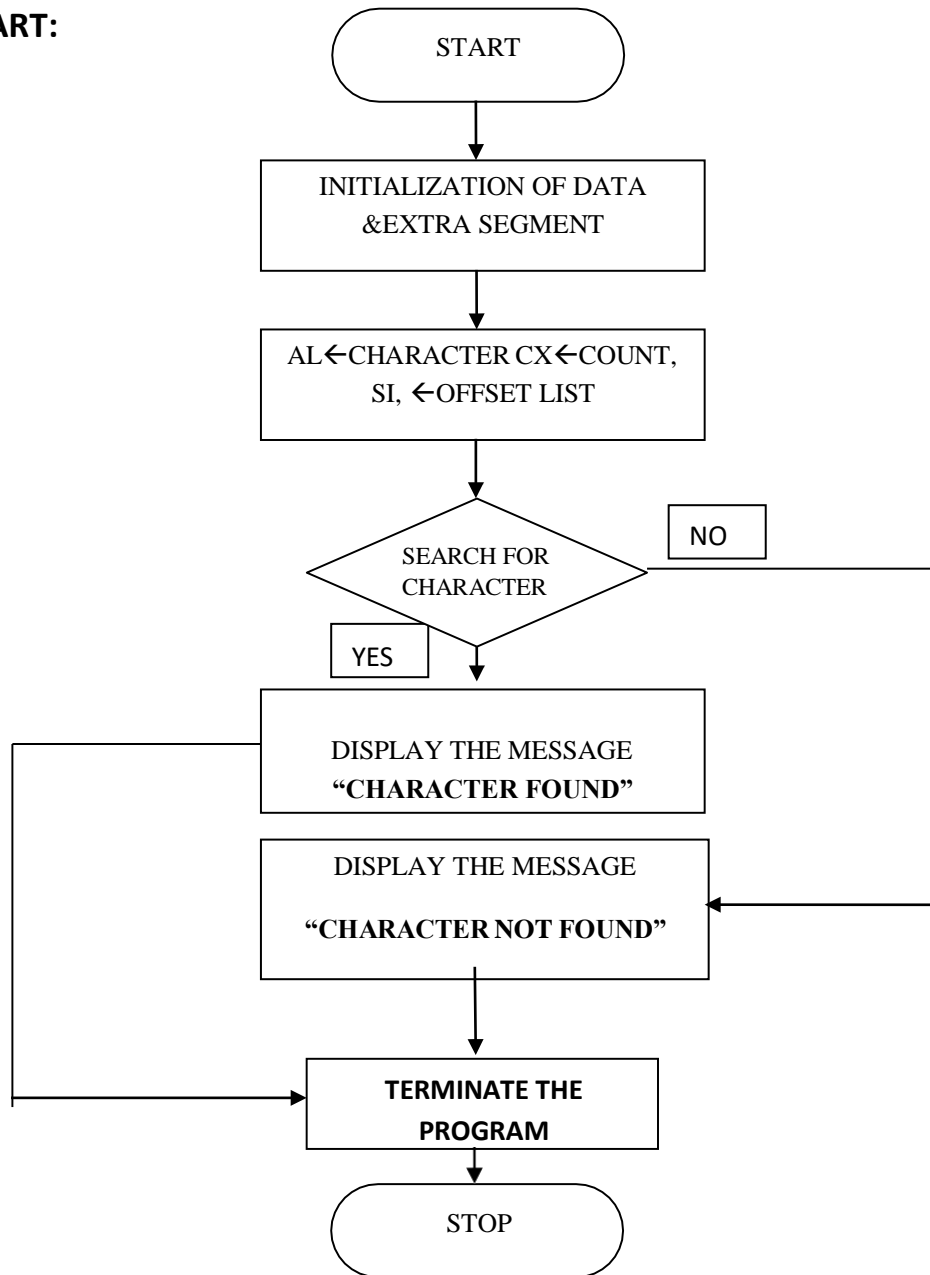 ART:
START
INITIALIZATION OF DATA
&EXTRA SEGMENT
AL←CHARACTER CX←COUNT,
SI, ←OFFSET LIST
NO
SEARCH FOR
CHARACTER
YES
DISPLAY THE MESSAGE
“CHARACTER FOUND”
DISPLAY THE MESSAGE
“CHARACTER NOT FOUND”
TERMINATE THE
PROGRAM
STOP